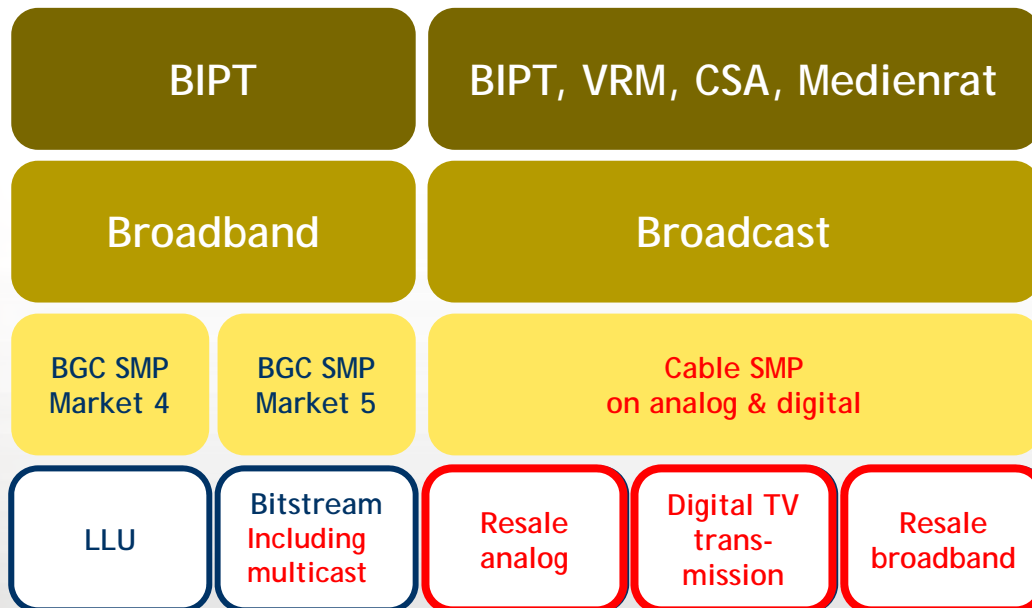 BIPT
BIPT, VRM, CSA, Medienrat
Broadband
Broadcast
BGC SMP
Market 4
BGC SMP
Market 5
Cable SMP
on analog & digital
LLU
Bitstream
Including
multicast
Resale
analog
Digital TV
trans-
mission
Resale
broadband